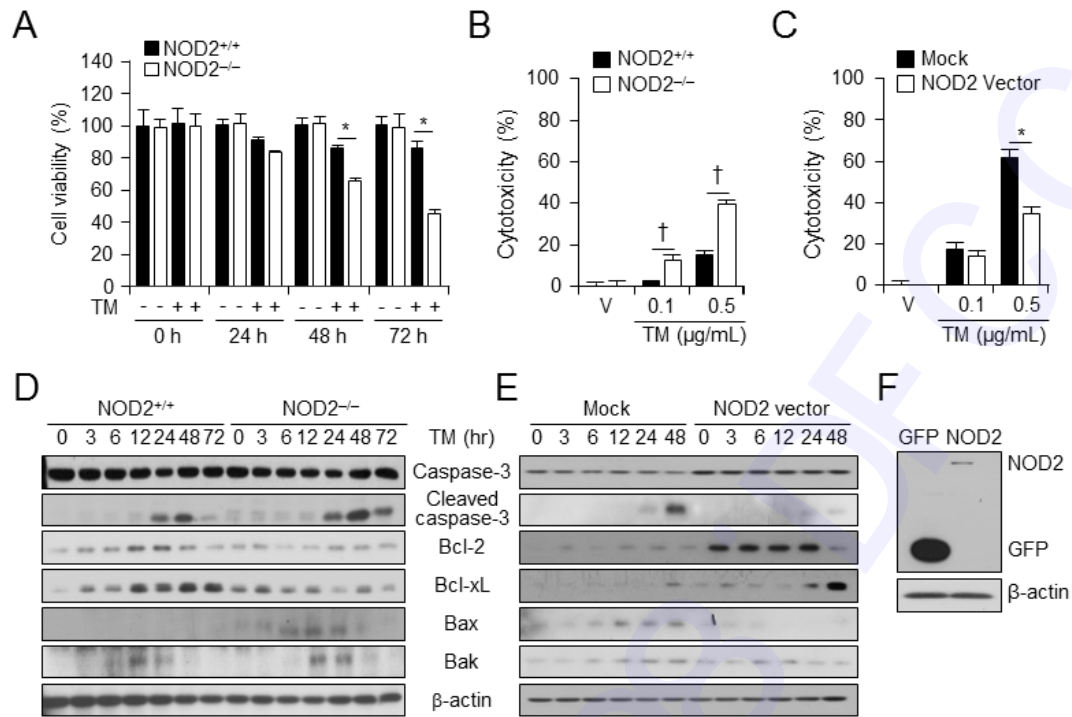 A
NOD2+/+
NOD2−/−
Cell viability (%)
140
120
100
80
60
40
20
0
* *
TM - - + + - - + + - - + + - - + +
0 h 24 h 48 h 72 h
B
NOD2+/+
NOD2−/−
Cytotoxicity (%)
100
80
60
40
20
0
† †
V 0.1 0.5
TM (µg/mL)
C
Mock
NOD2 Vector
Cytotoxicity (%)
100
80
60
40
20
0
*
V 0.1 0.5
TM (µg/mL)
D
NOD2+/+ NOD2−/−
0 3 6 12 24 48 72 0 3 6 12 24 48 72 TM (hr)
Caspase-3
Cleaved
caspase-3
Bcl-2
Bcl-xL
Bax
Bak
β-actin
E
Mock NOD2 vector
0 3 6 12 24 48 0 3 6 12 24 48
F
GFP NOD2
NOD2
GFP
β-actin